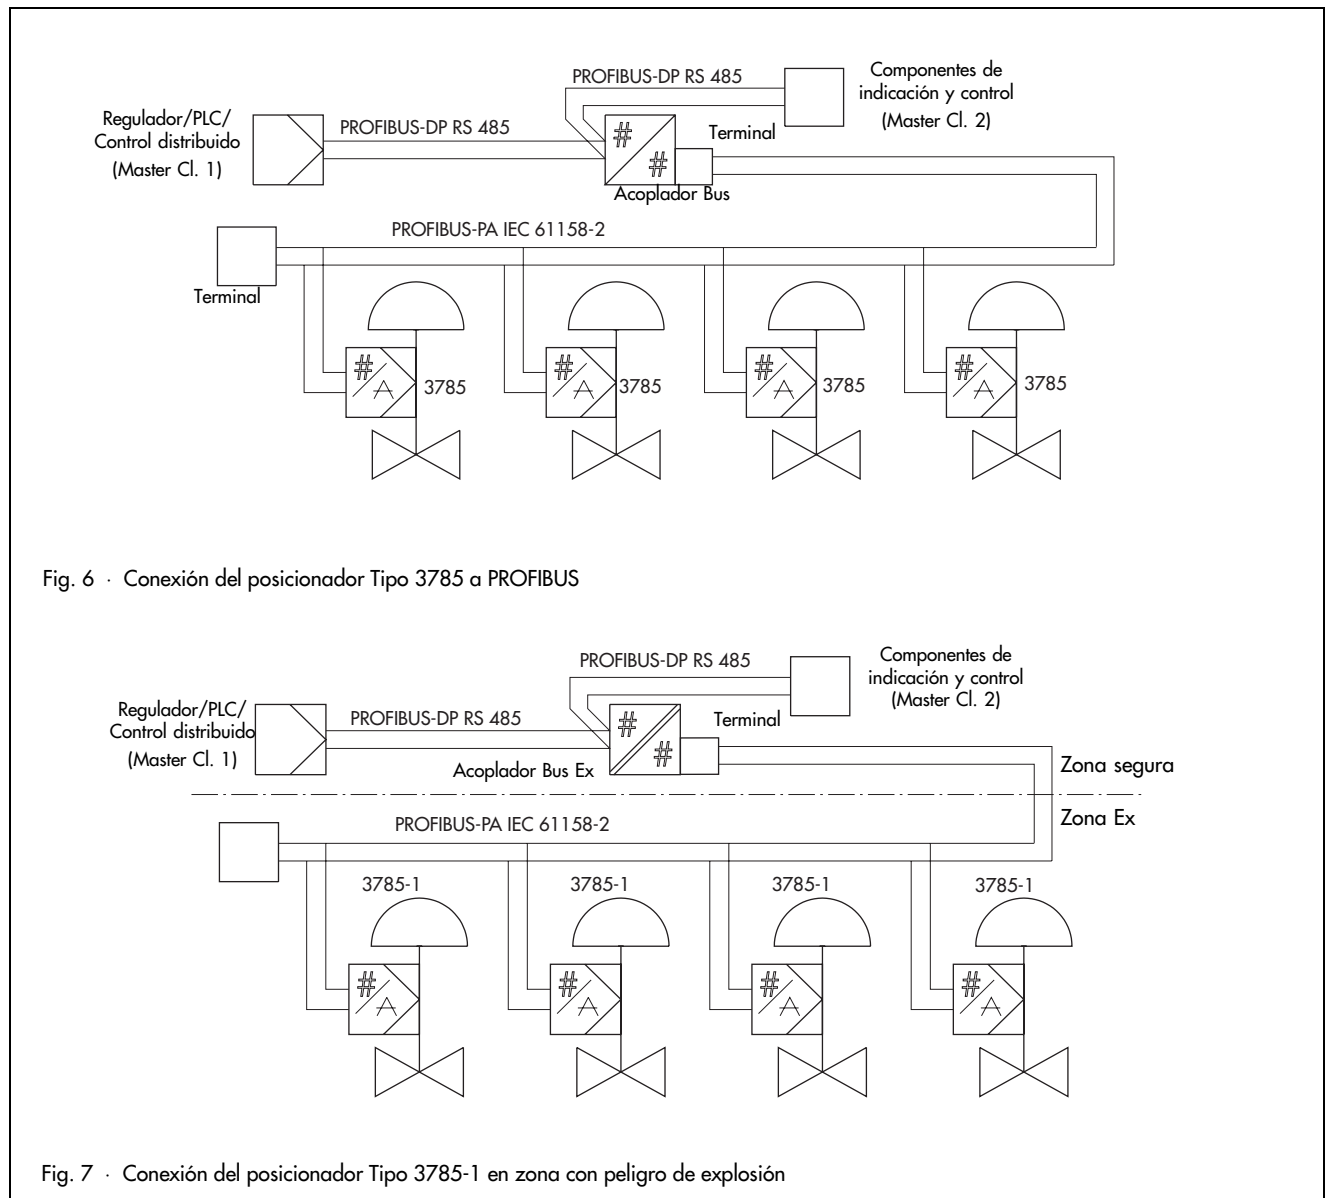 PROFIBUS-DP RS 485
Componentes de
indicación y control
(Master Cl. 2)
Regulador/PLC/
Control distribuido
(Master Cl. 1)
PROFIBUS-DP RS 485
Terminal
Acoplador Bus
PROFIBUS-PA IEC 61158-2
Terminal
# # # A 3785
# A 3785
# A 3785
# A 3785
Fig. 6 · Conexión del posicionador Tipo 3785 a PROFIBUS
PROFIBUS-DP RS 485
Componentes de
indicación y control
(Master Cl. 2)
Regulador/PLC/
Control distribuido
(Master Cl. 1)
PROFIBUS-DP RS 485
# #
Terminal
Acoplador Bus Ex
Zona segura
Zona Ex
PROFIBUS-PA IEC 61158-2
3785-1 3785-1 3785-1 3785-1
# A # A # A # A
Fig. 7 · Conexión del posicionador Tipo 3785-1 en zona con peligro de explosión